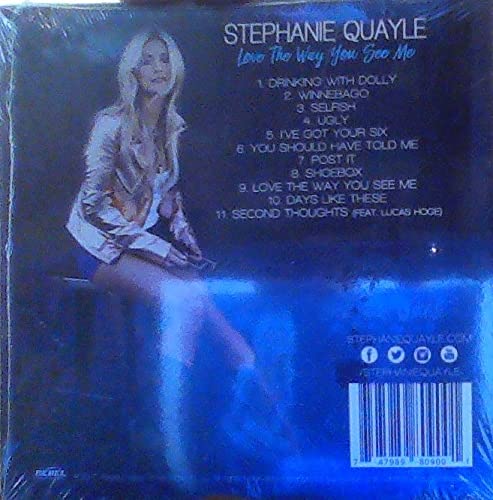 STEPHANIE QUAYLE
Love The Way You See Me
1. DRINKING WITH DOLLY
2. WINNEBAGO
3. SELFISH
4. UGLY
5. I'VE GOT YOUR SIX
6. YOU SHOULD HAVE TOLD ME
7. POST IT
8. SHOEBOX
9. LOVE THE WAY YOU SEE ME
10. DAYS LIKE THESE
11. SECOND THOUGHTS (FEAT. LUCAS HOGE)
STEPHANIEQUAYLE.COM
/STEPHANIEQUAYLE
REBEL